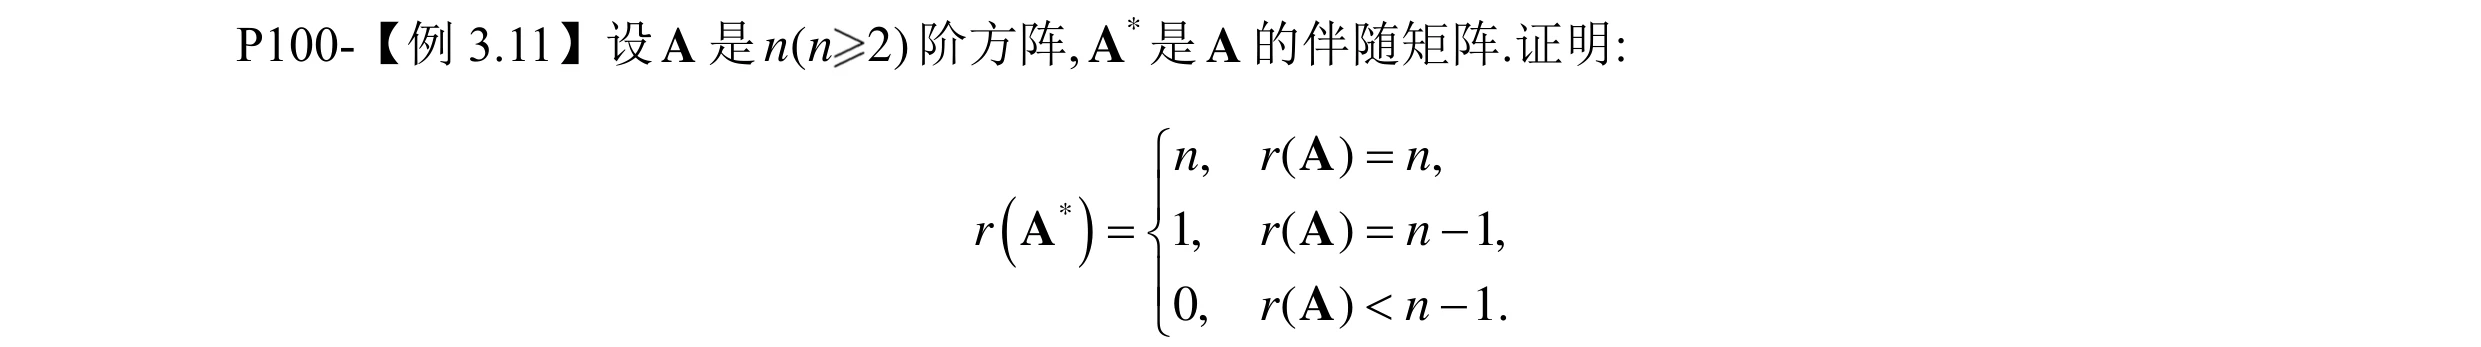 P100-【例 3.11】设 A 是 n(n⩾2) 阶方阵,A* 是 A 的伴随矩阵.证明:
r(A*) = { n, r(A) = n,
1, r(A) = n − 1,
0, r(A) < n − 1.